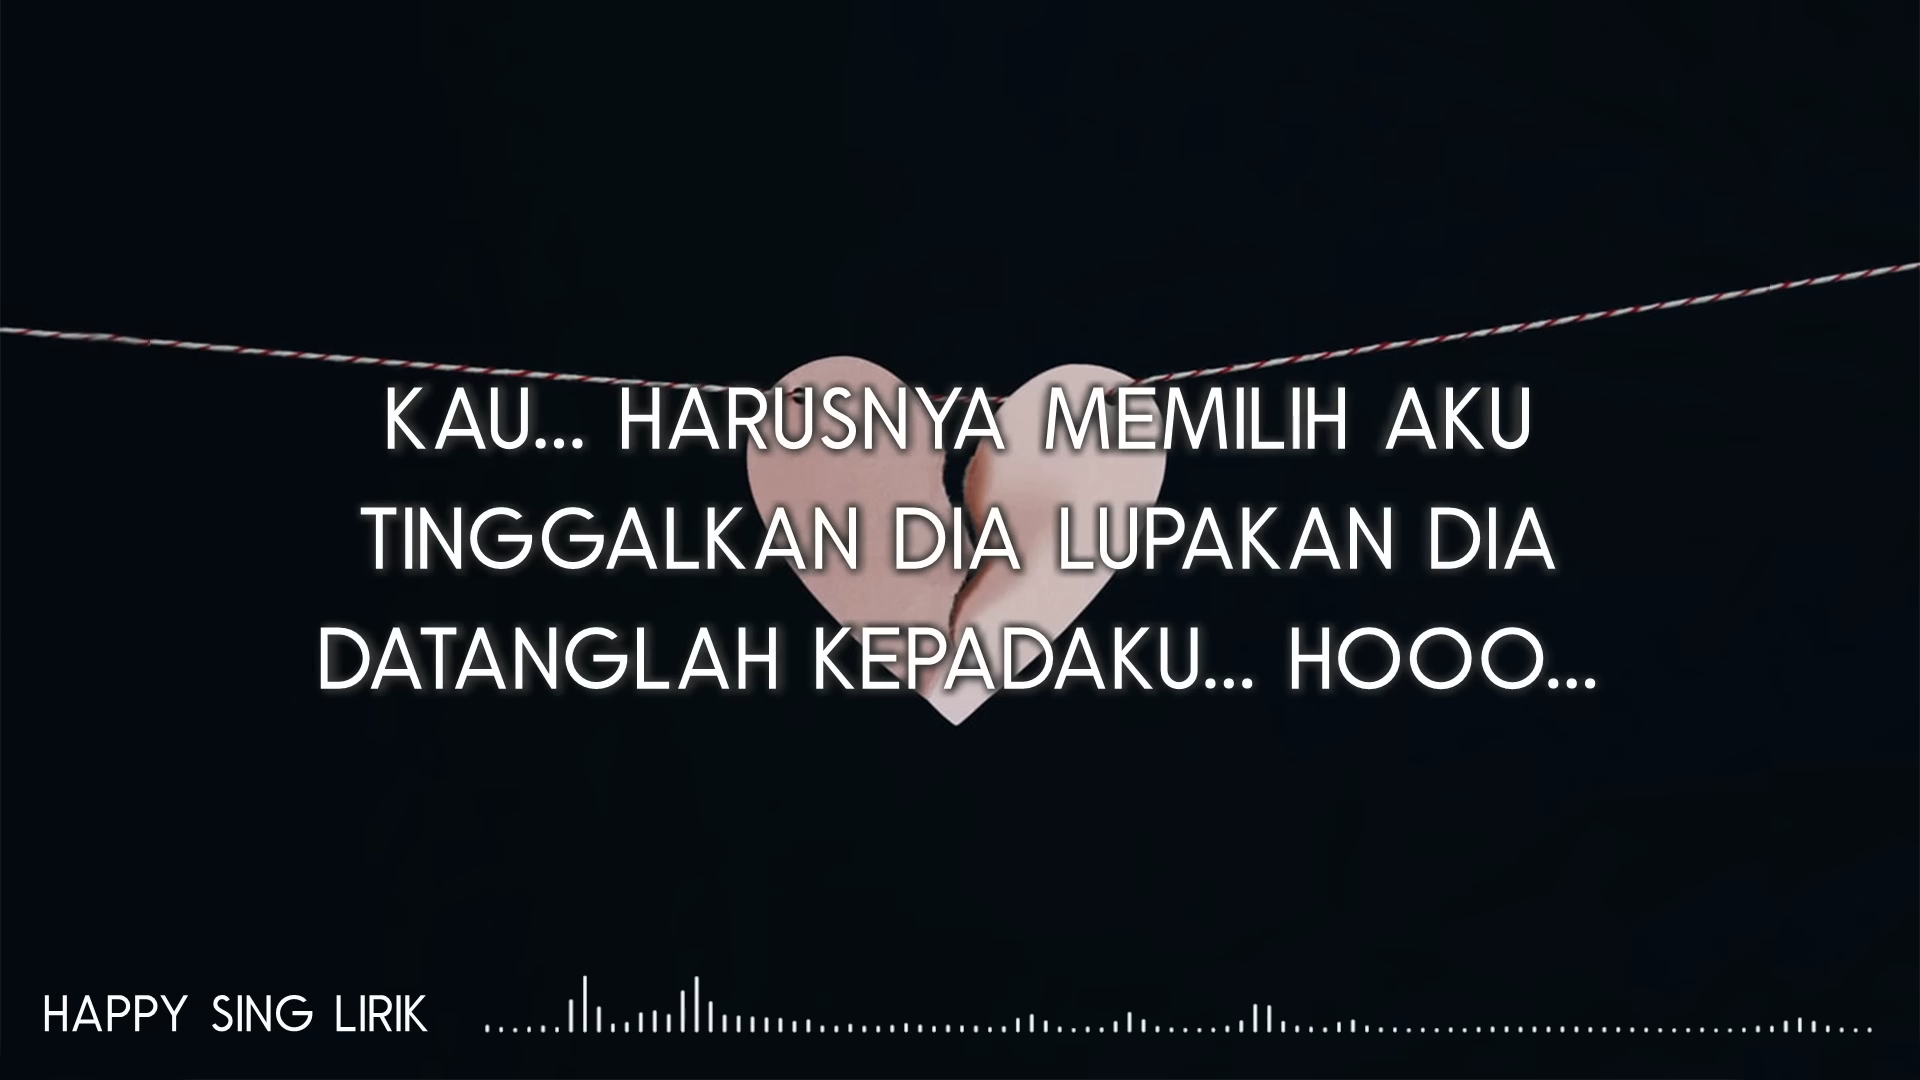 KAU... HARUSNYA MEMILIH AKU
TINGGALKAN DIA LUPAKAN DIA
DATANGLAH KEPADAKU... HOOO...
HAPPY SING LIRIK